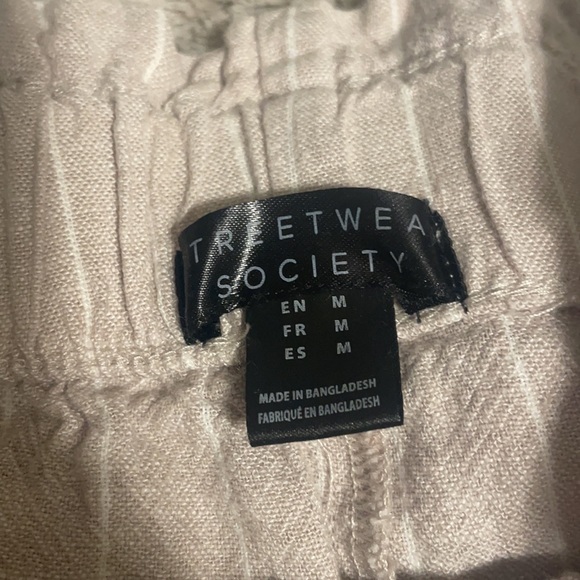 TREETWEA
SOCIETY
EN M
FR M
ES M
MADE IN BANGLADESH
FABRIQUÉ EN BANGLADESH